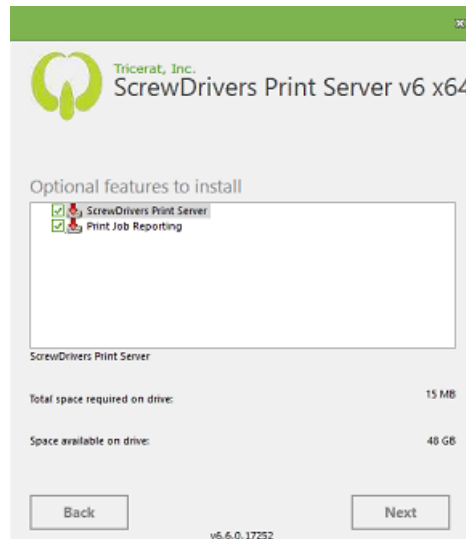 Tricerat, Inc.
ScrewDrivers Print Server v6 x64
Optional features to install
ScrewDrivers Print Server
Print Job Reporting
ScrewDrivers Print Server
Total space required on drive: 15 MB
Space available on drive: 48 GB
Back Next
v6.6.0.17252